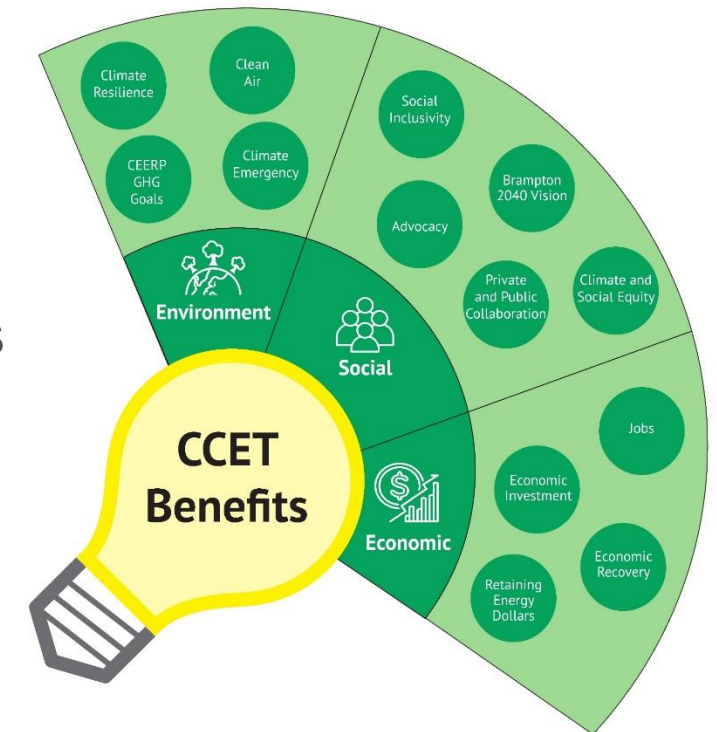 Climate
Resilience
Clean
Air
CEERP
GHG
Goals
Climate
Emergency
Environment
Social
Inclusivity
Brampton
2040 Vision
Advocacy
Private
and Public
Collaboration
Climate and
Social Equity
Social
Jobs
Economic
Investment
Economic
Recovery
Retaining
Energy
Dollars
Economic
CCET
Benefits
s